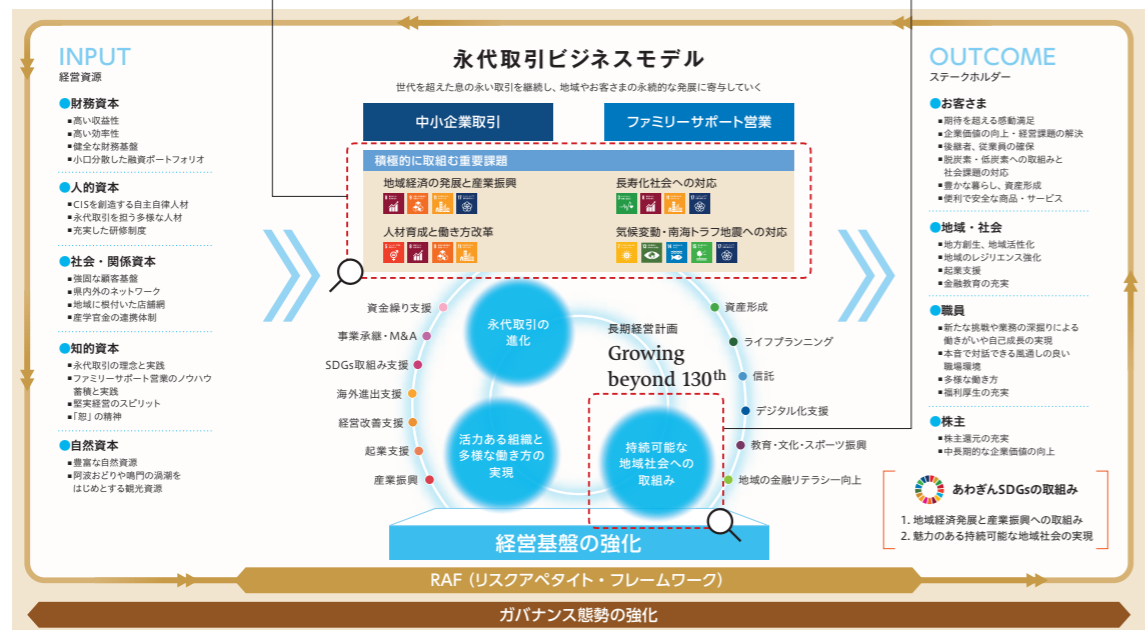 INPUT
経営資源
●財務資本
▪高い収益性
▪高い効率性
▪健全な財務基盤
▪小口分散した融資ポートフォリオ
●人的資本
▪CISを創造する自主自律人材
▪永代取引を担う多様な人材
▪充実した研修制度
●社会・関係資本
▪強固な顧客基盤
▪県内外のネットワーク
▪地域に根付いた店舗網
▪産学官金の連携体制
●知的資本
▪永代取引の理念と実践
▪ファミリーサポート営業のノウハウ
蓄積と実践
▪堅実経営のスピリット
▪「恕」の精神
●自然資本
▪豊富な自然資源
▪阿波おどりや鳴門の渦潮を
はじめとする観光資源
永代取引ビジネスモデル
世代を超えた息の永い取引を継続し、地域やお客さまの永続的な発展に寄与していく
中小企業取引
ファミリーサポート営業
積極的に取組む重要課題
地域経済の発展と産業振興
長寿化社会への対応
人材育成と働き方改革
気候変動・南海トラフ地震への対応
資金繰り支援
事業承継・M&A
SDGs取組み支援
海外進出支援
経営改善支援
起業支援
産業振興
永代取引の
進化
長期経営計画
Growing
beyond 130th
活力ある組織と
多様な働き方の
実現
持続可能な
地域社会への
取組み
資産形成
ライフプランニング
信託
デジタル化支援
教育・文化・スポーツ振興
地域の金融リテラシー向上
経営基盤の強化
OUTCOME
ステークホルダー
●お客さま
▪期待を超える感動満足
▪企業価値の向上・経営課題の解決
▪後継者、従業員の確保
▪脱炭素・低炭素への取組みと
社会課題の対応
▪豊かな暮らし、資産形成
▪便利で安全な商品・サービス
●地域・社会
▪地方創生、地域活性化
▪地域のレジリエンス強化
▪起業支援
▪金融教育の充実
●職員
▪新たな挑戦や業務の深掘りによる
働きがいや自己成長の実現
▪本音で対話できる風通しの良い
職場環境
▪多様な働き方
▪福利厚生の充実
●株主
▪株主還元の充実
▪中長期的な企業価値の向上
あわぎんSDGsの取組み
1. 地域経済発展と産業振興への取組み
2. 魅力のある持続可能な地域社会の実現
RAF（リスクアペタイト・フレームワーク）
ガバナンス態勢の強化